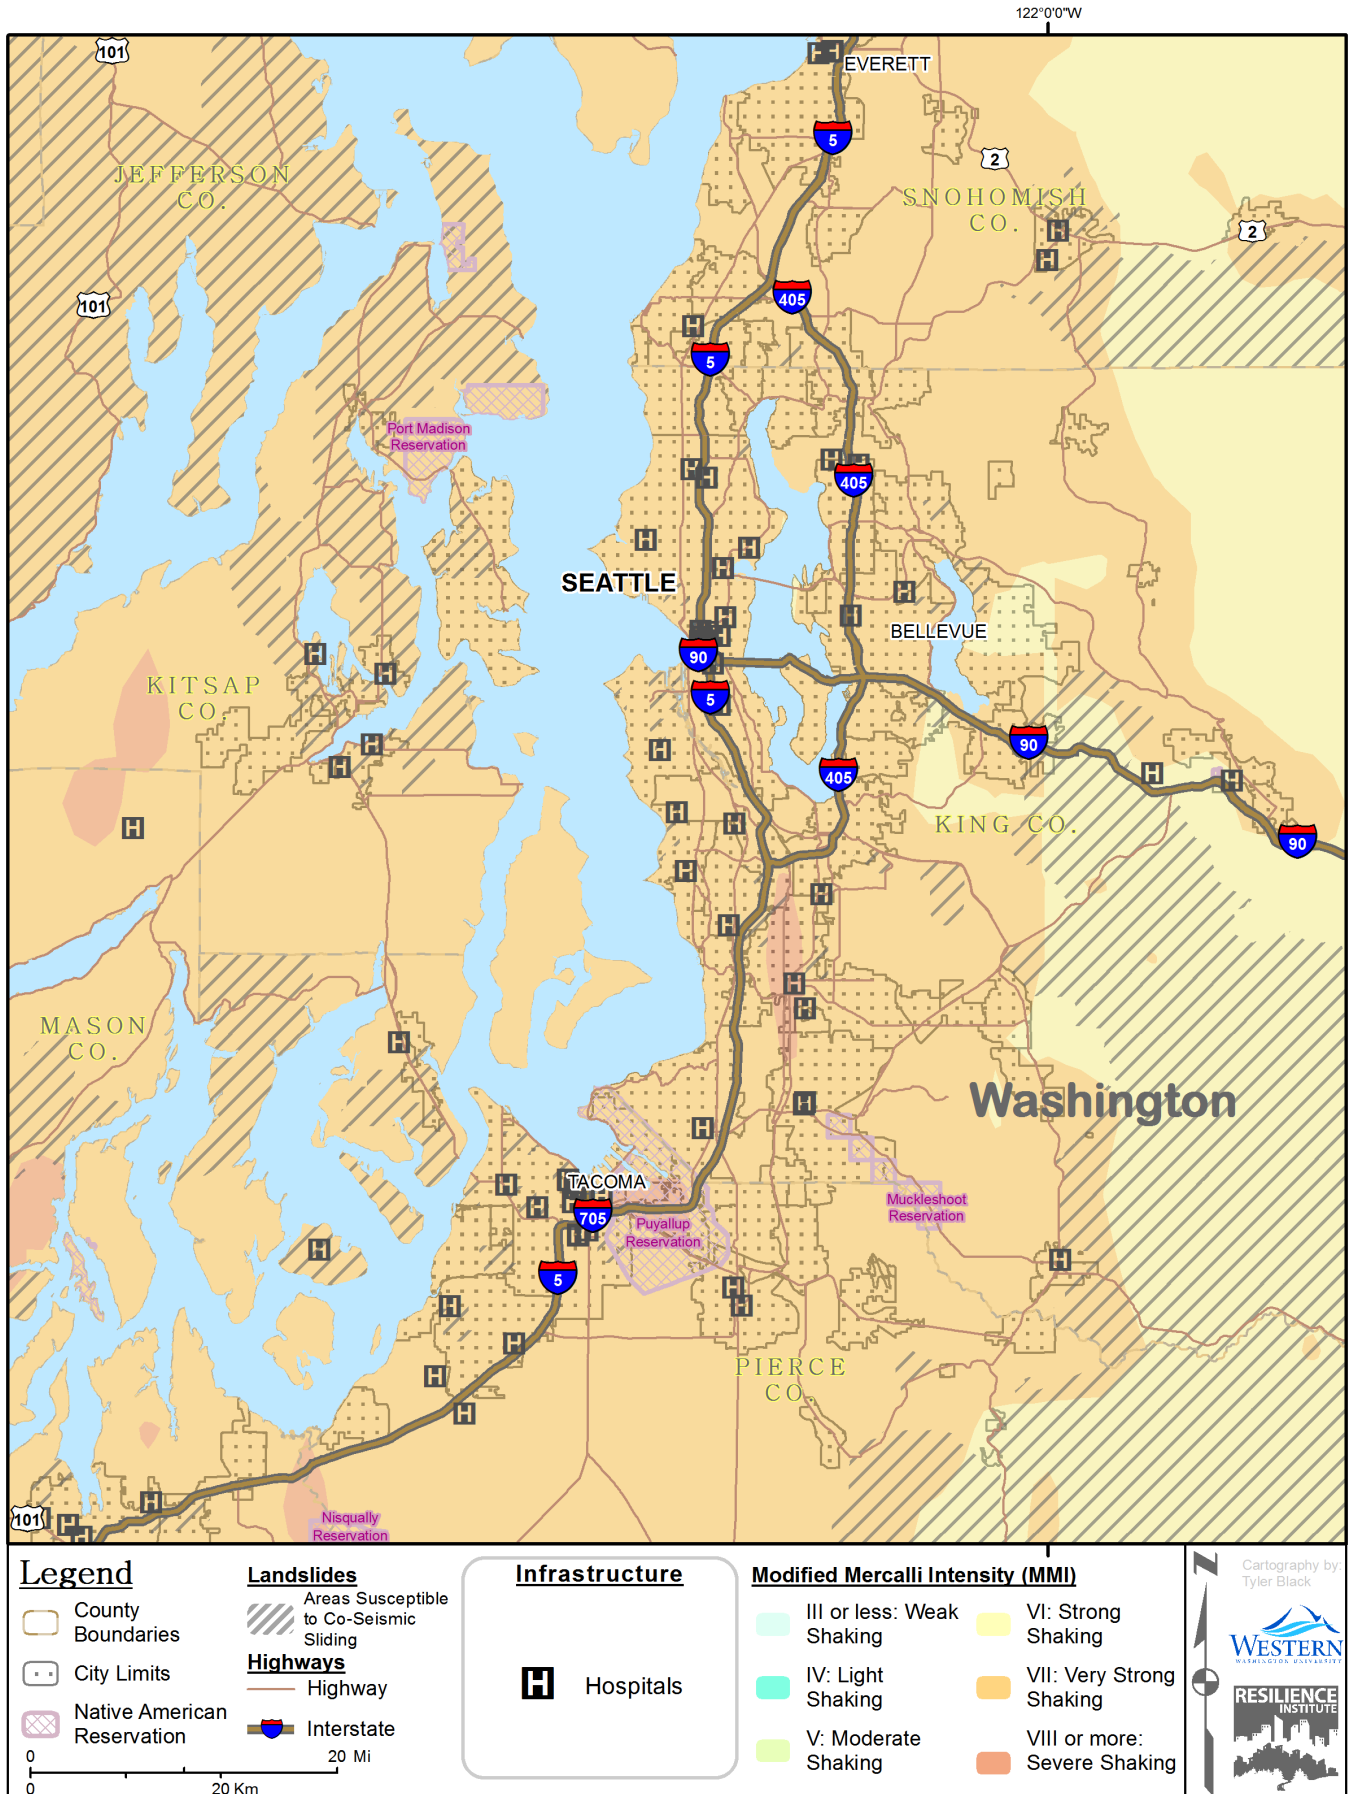 122°0'0"W
101
EVERETT
5
2
JEFFERSON
CO.
SNOHOMISH
CO.
2
101
405
5
Port Madison
Reservation
405
SEATTLE
BELLEVUE
90
KITSAP
CO.
5
90
405
KING CO.
90
MASON
CO.
Washington
TACOMA
Muckleshoot
Reservation
705
Puyallup
Reservation
5
PIERCE
CO.
101
Nisqually
Reservation
Legend
County
Boundaries
City Limits
Native American
Reservation
0 20 Mi
0 20 Km
Landslides
Areas Susceptible
to Co-Seismic
Sliding
Highways
Highway
Interstate
Infrastructure
H Hospitals
Modified Mercalli Intensity (MMI)
III or less: Weak
Shaking
IV: Light
Shaking
V: Moderate
Shaking
VI: Strong
Shaking
VII: Very Strong
Shaking
VIII or more:
Severe Shaking
N
Cartography by:
Tyler Black
WESTERN
WASHINGTON UNIVERSITY
RESILIENCE
INSTITUTE